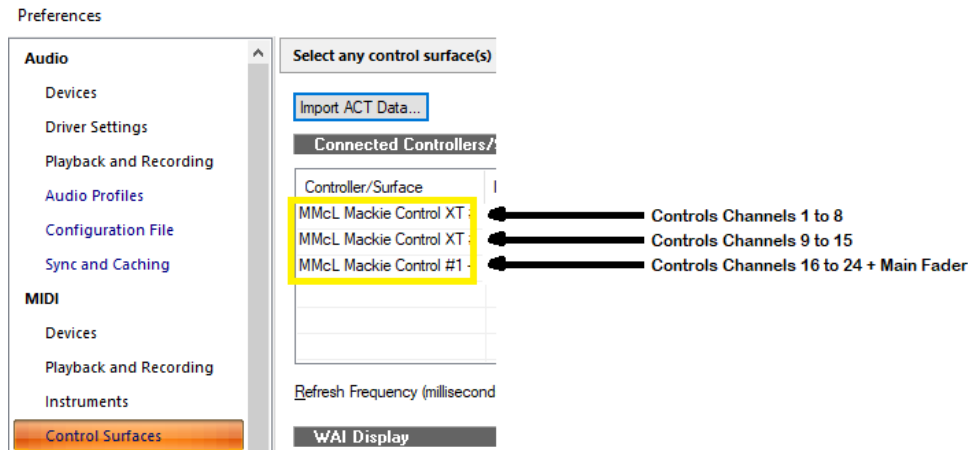 Preferences
Audio
Devices
Driver Settings
Playback and Recording
Audio Profiles
Configuration File
Sync and Caching
MIDI
Devices
Playback and Recording
Instruments
Control Surfaces
Select any control surface(s)
Import ACT Data...
Connected Controllers/
Controller/Surface
MMcL Mackie Control XT
MMcL Mackie Control XT
MMcL Mackie Control #1 -
Controls Channels 1 to 8
Controls Channels 9 to 15
Controls Channels 16 to 24 + Main Fader
Refresh Frequency (millisecond
WAI Display